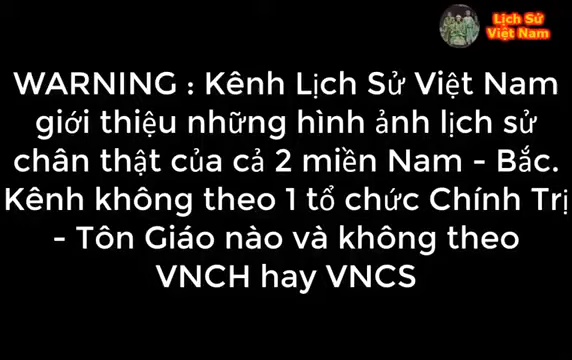 Lịch Sử
Việt Nam
WARNING : Kênh Lịch Sử Việt Nam
giới thiệu những hình ảnh lịch sử
chân thật của cả 2 miền Nam - Bắc.
Kênh không theo 1 tổ chức Chính Trị
- Tôn Giáo nào và không theo
VNCH hay VNCS